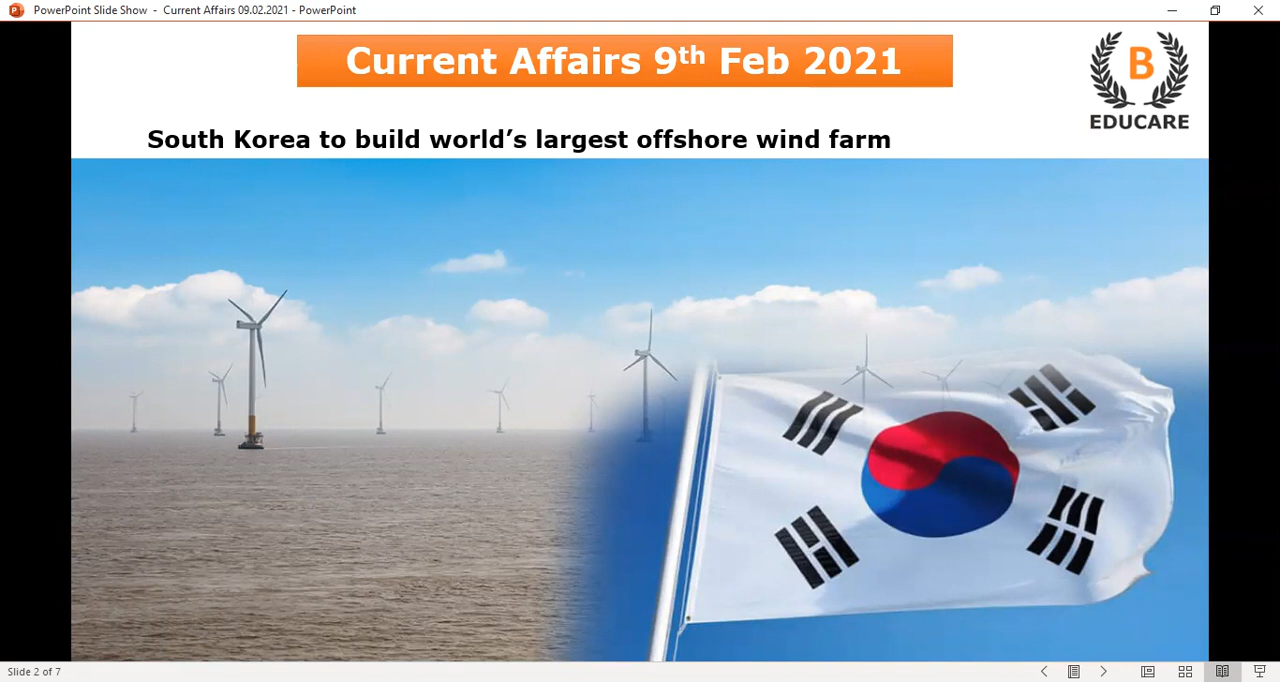 PowerPoint Slide Show - Current Affairs 09.02.2021 - PowerPoint
Current Affairs 9th Feb 2021
B
EDUCARE
South Korea to build world’s largest offshore wind farm
Slide 2 of 7